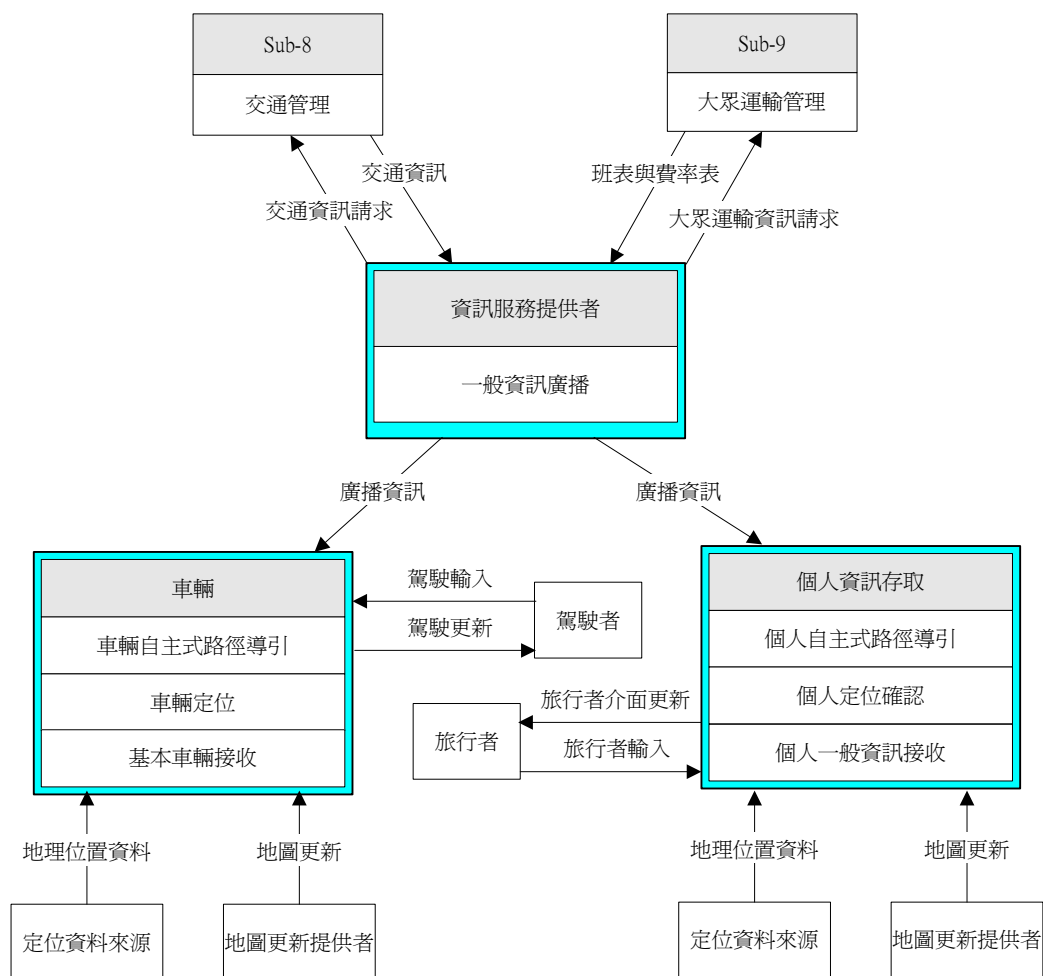 Sub-8
交通管理
Sub-9
大眾運輸管理
交通資訊
班表與費率表
交通資訊請求
大眾運輸資訊請求
資訊服務提供者
一般資訊廣播
廣播資訊
廣播資訊
車輛
車輛自主式路徑導引
車輛定位
基本車輛接收
駕駛輸入
駕駛更新
駕駛者
個人資訊存取
個人自主式路徑導引
個人定位確認
個人一般資訊接收
旅行者介面更新
旅行者輸入
旅行者
地理位置資料
地圖更新
地理位置資料
地圖更新
定位資料來源
地圖更新提供者
定位資料來源
地圖更新提供者